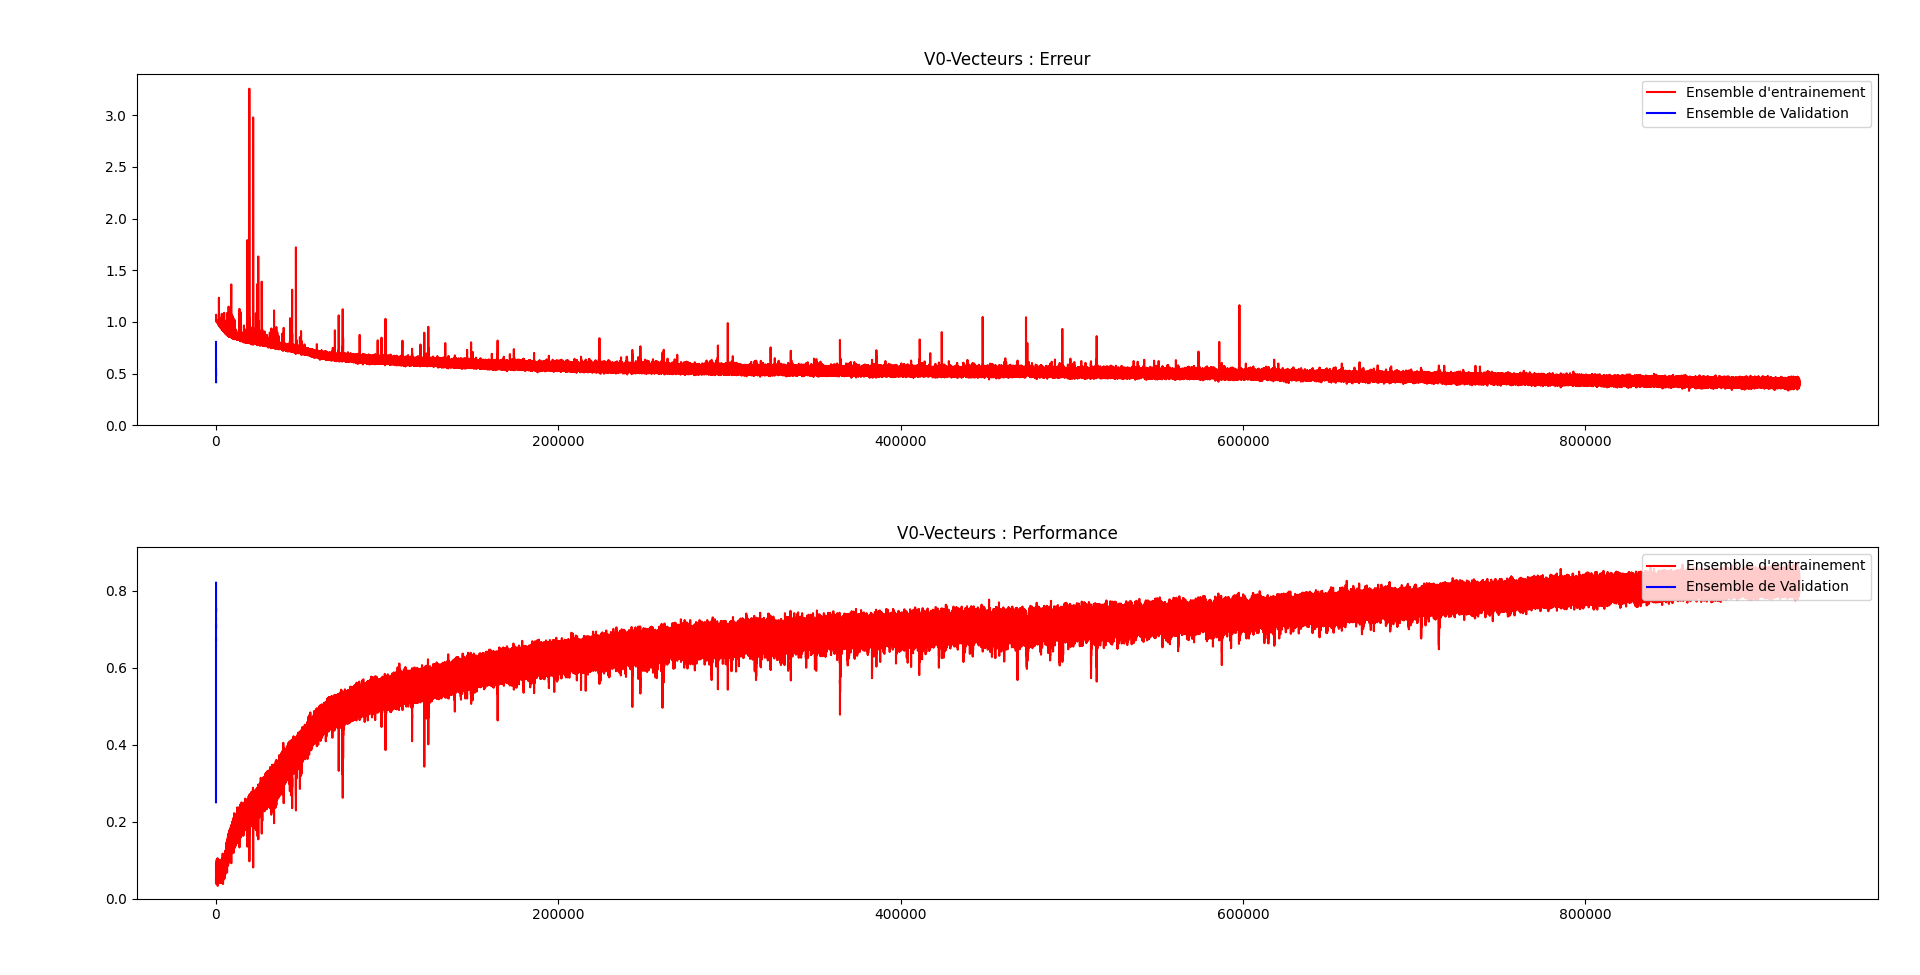 V0-Vecteurs : Erreur
Ensemble d'entrainement
Ensemble de Validation
3.0
2.5
2.0
1.5
1.0
0.5
0.0
0 200000 400000 600000 800000
V0-Vecteurs : Performance
Ensemble d'entrainement
Ensemble de Validation
0.8
0.6
0.4
0.2
0.0
0 200000 400000 600000 800000